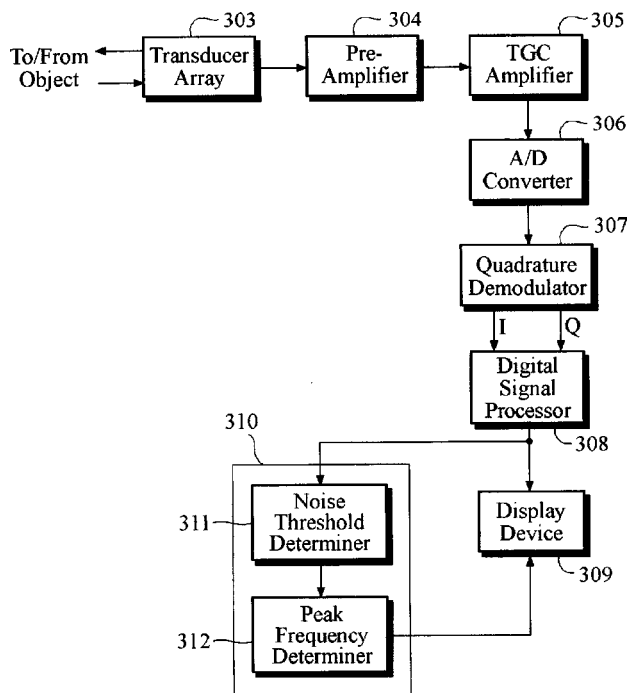 303
304
305
To/From
Object
Transducer
Array
Pre-
Amplifier
TGC
Amplifier
306
A/D
Converter
307
Quadrature
Demodulator
I
Q
Digital
Signal
Processor
308
310
311
Noise
Threshold
Determiner
Display
Device
309
312
Peak
Frequency
Determiner